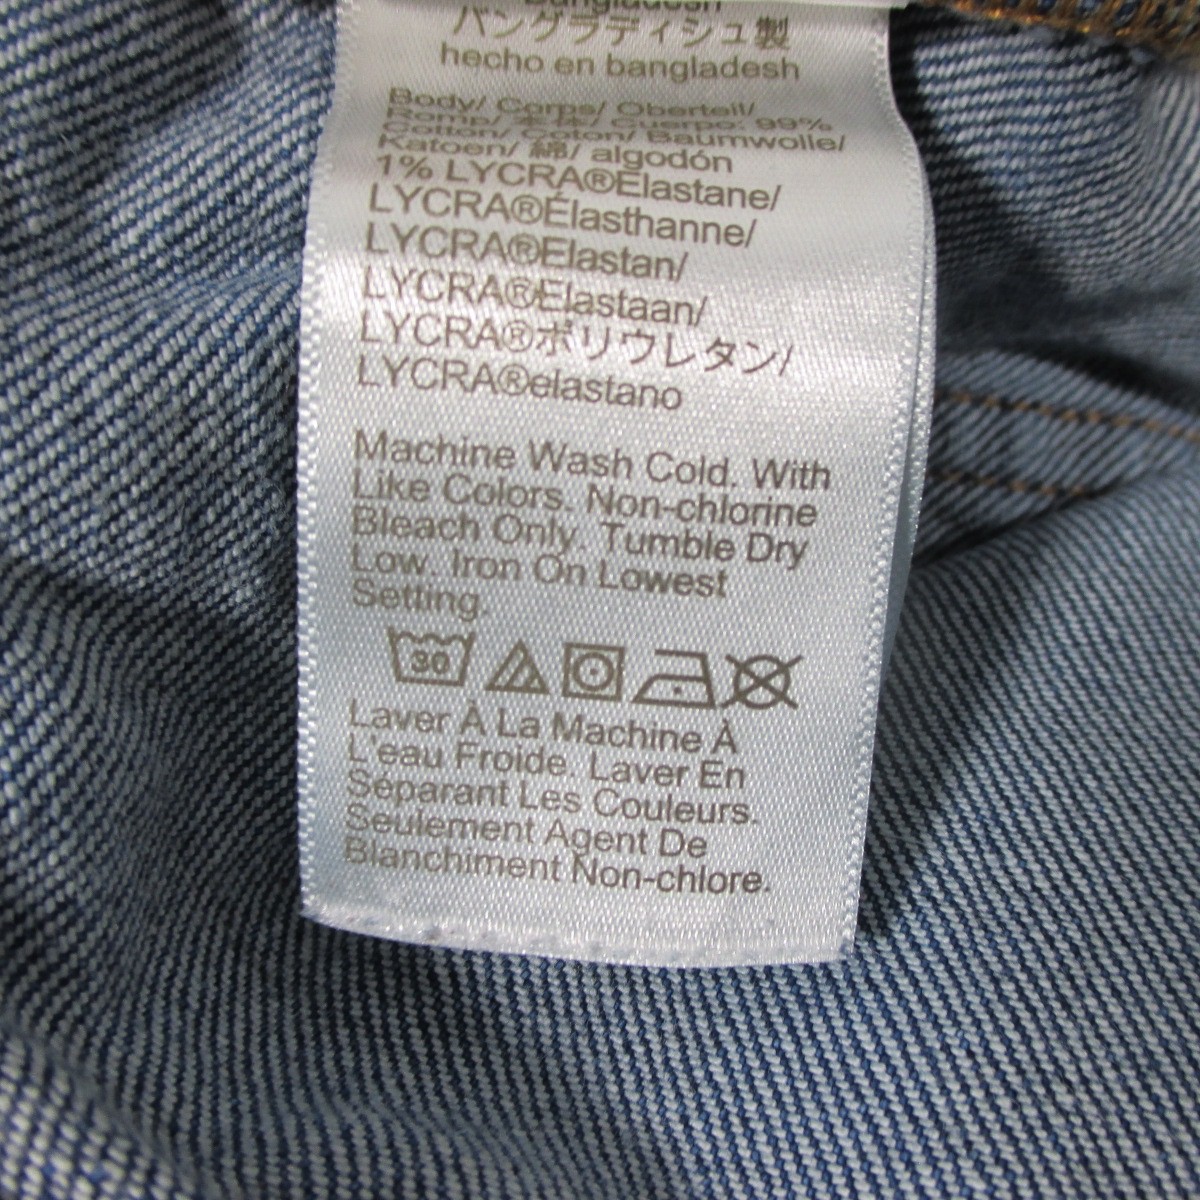 Bangladesh
バングラディシュ製
hecho en bangladesh
Body/ Corps/ Oberteil/
Romp/ 本体/ Cuerpo: 99%
Cotton/ Coton/ Baumwolle/
Katoen/ 綿/ algodón
1% LYCRA®Elastane/
LYCRA®Élasthanne/
LYCRA®Elastan/
LYCRA®Elastaan/
LYCRA®ポリウレタン/
LYCRA®elastano
Machine Wash Cold. With
Like Colors. Non-chlorine
Bleach Only. Tumble Dry
Low. Iron On Lowest
Setting.
30
Laver À La Machine À
L'eau Froide. Laver En
Séparant Les Couleurs.
Seulement Agent De
Blanchiment Non-chlore.